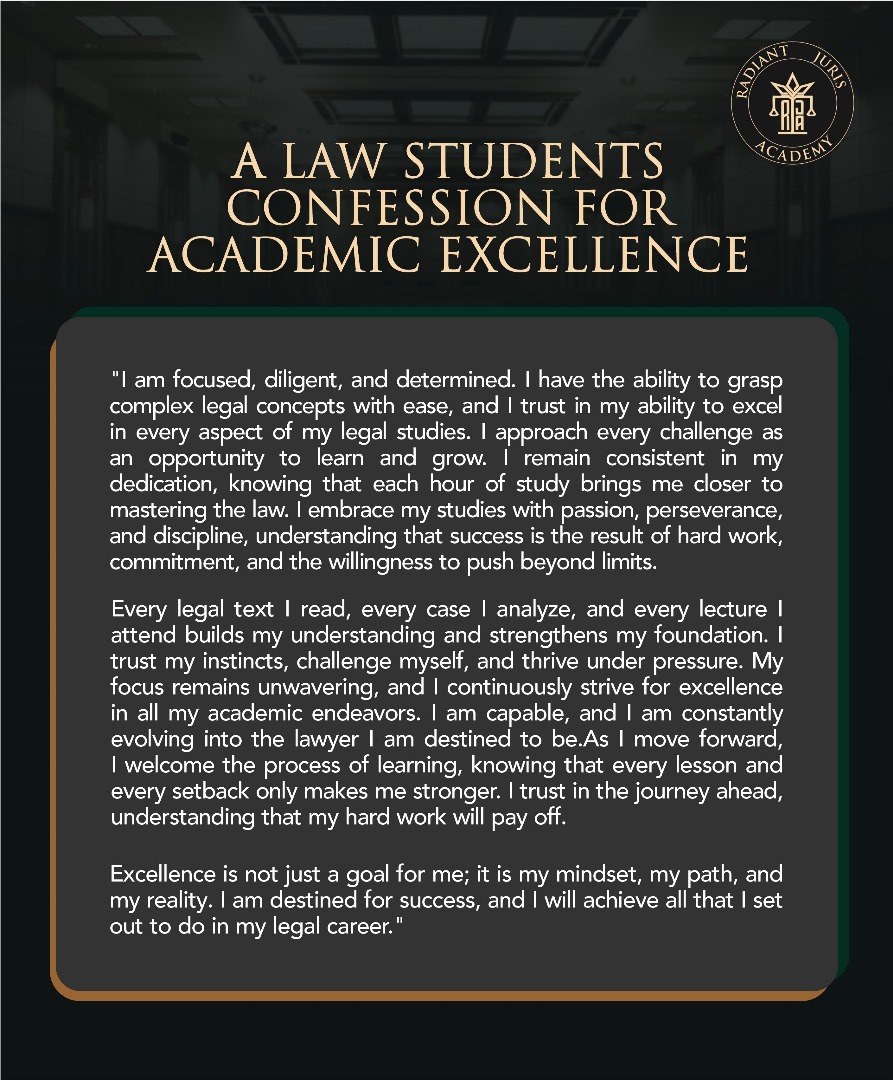 RADIANT JURIS
ACADEMY
A LAW STUDENTS
CONFESSION FOR
ACADEMIC EXCELLENCE
"I am focused, diligent, and determined. I have the ability to grasp
complex legal concepts with ease, and I trust in my ability to excel
in every aspect of my legal studies. I approach every challenge as
an opportunity to learn and grow. I remain consistent in my
dedication, knowing that each hour of study brings me closer to
mastering the law. I embrace my studies with passion, perseverance,
and discipline, understanding that success is the result of hard work,
commitment, and the willingness to push beyond limits.
Every legal text I read, every case I analyze, and every lecture I
attend builds my understanding and strengthens my foundation. I
trust my instincts, challenge myself, and thrive under pressure. My
focus remains unwavering, and I continuously strive for excellence
in all my academic endeavors. I am capable, and I am constantly
evolving into the lawyer I am destined to be.As I move forward,
I welcome the process of learning, knowing that every lesson and
every setback only makes me stronger. I trust in the journey ahead,
understanding that my hard work will pay off.
Excellence is not just a goal for me; it is my mindset, my path, and
my reality. I am destined for success, and I will achieve all that I set
out to do in my legal career."